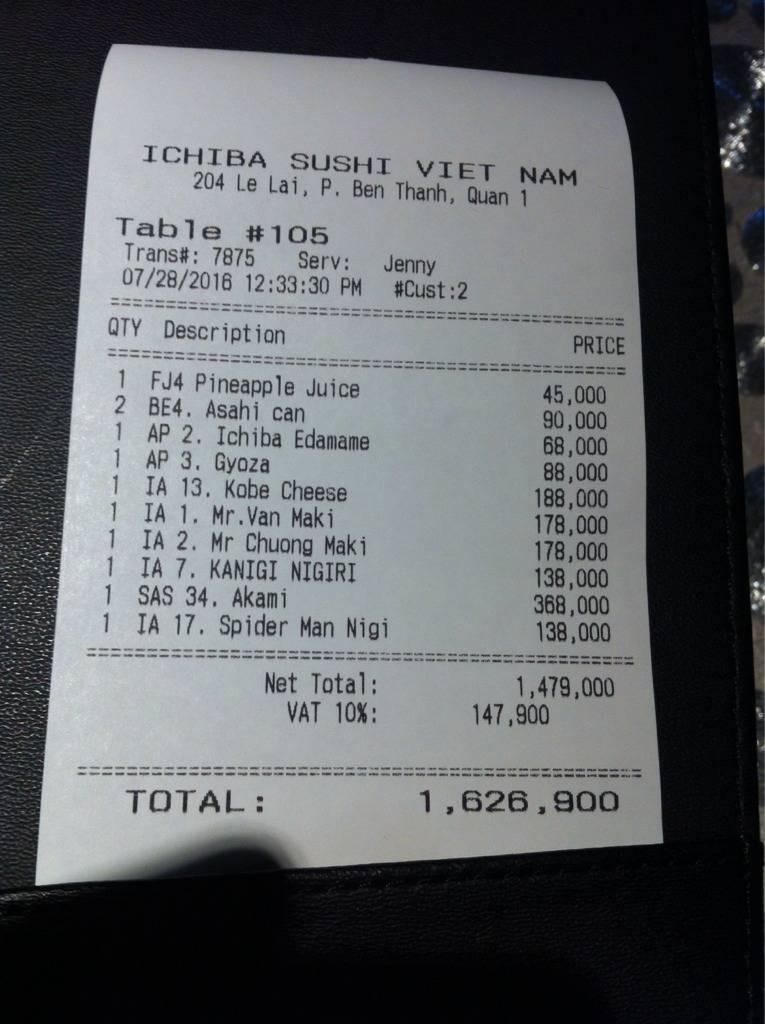 ICHIBA SUSHI VIET NAM
204 Le Lai, P. Ben Thanh, Quan 1
Table #105
Trans#: 7875 Serv: Jenny
07/28/2016 12:33:30 PM #Cust:2
QTY Description PRICE
1 FJ4 Pineapple Juice 45,000
2 BE4. Asahi can 90,000
1 AP 2. Ichiba Edamame 68,000
1 AP 3. Gyoza 88,000
1 IA 13. Kobe Cheese 188,000
1 IA 1. Mr.Van Maki 178,000
1 IA 2. Mr Chuong Maki 178,000
1 IA 7. KANIGI NIGIRI 138,000
1 SAS 34. Akami 368,000
1 IA 17. Spider Man Nigi 138,000
Net Total: 1,479,000
VAT 10%: 147,900
TOTAL: 1,626,900